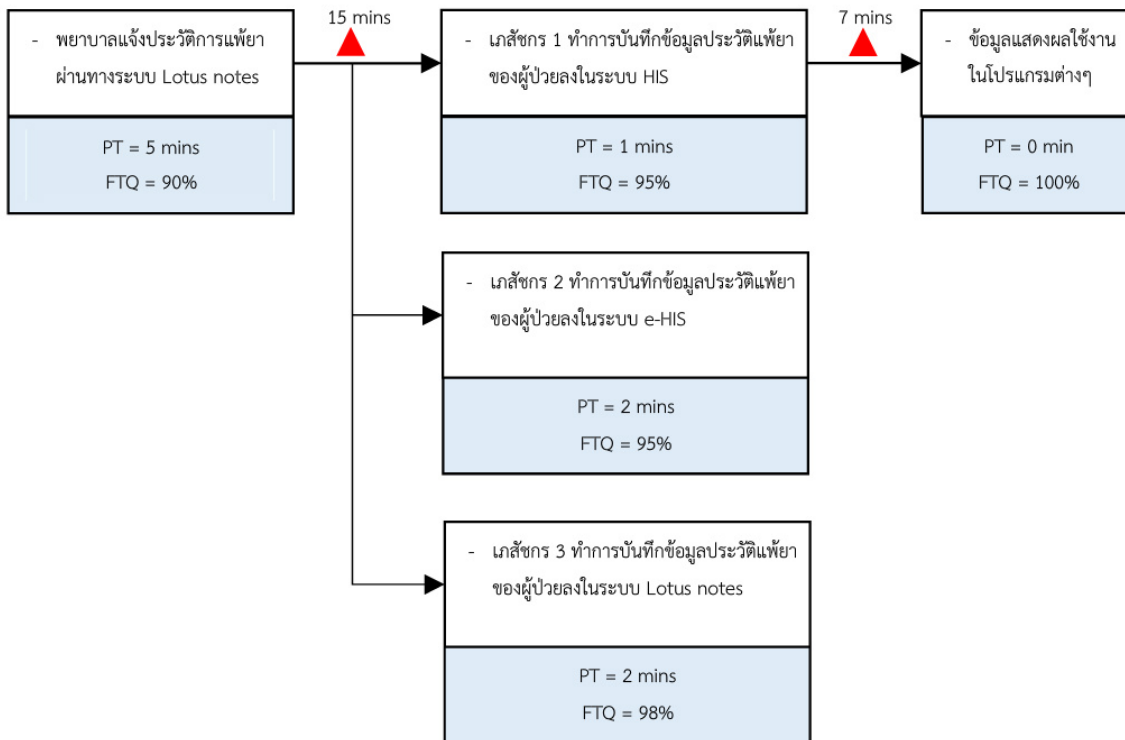 15 mins
7 mins
- พยาบาลแจ้งประวัติการแพ้ยา
ผ่านทางระบบ Lotus notes
PT = 5 mins
FTQ = 90%
- เภสัชกร 1 ทำการบันทึกข้อมูลประวัติแพ้ยา
ของผู้ป่วยลงในระบบ HIS
PT = 1 mins
FTQ = 95%
- ข้อมูลแสดงผลใช้งาน
ในโปรแกรมต่างๆ
PT = 0 min
FTQ = 100%
- เภสัชกร 2 ทำการบันทึกข้อมูลประวัติแพ้ยา
ของผู้ป่วยลงในระบบ e-HIS
PT = 2 mins
FTQ = 95%
- เภสัชกร 3 ทำการบันทึกข้อมูลประวัติแพ้ยา
ของผู้ป่วยลงในระบบ Lotus notes
PT = 2 mins
FTQ = 98%